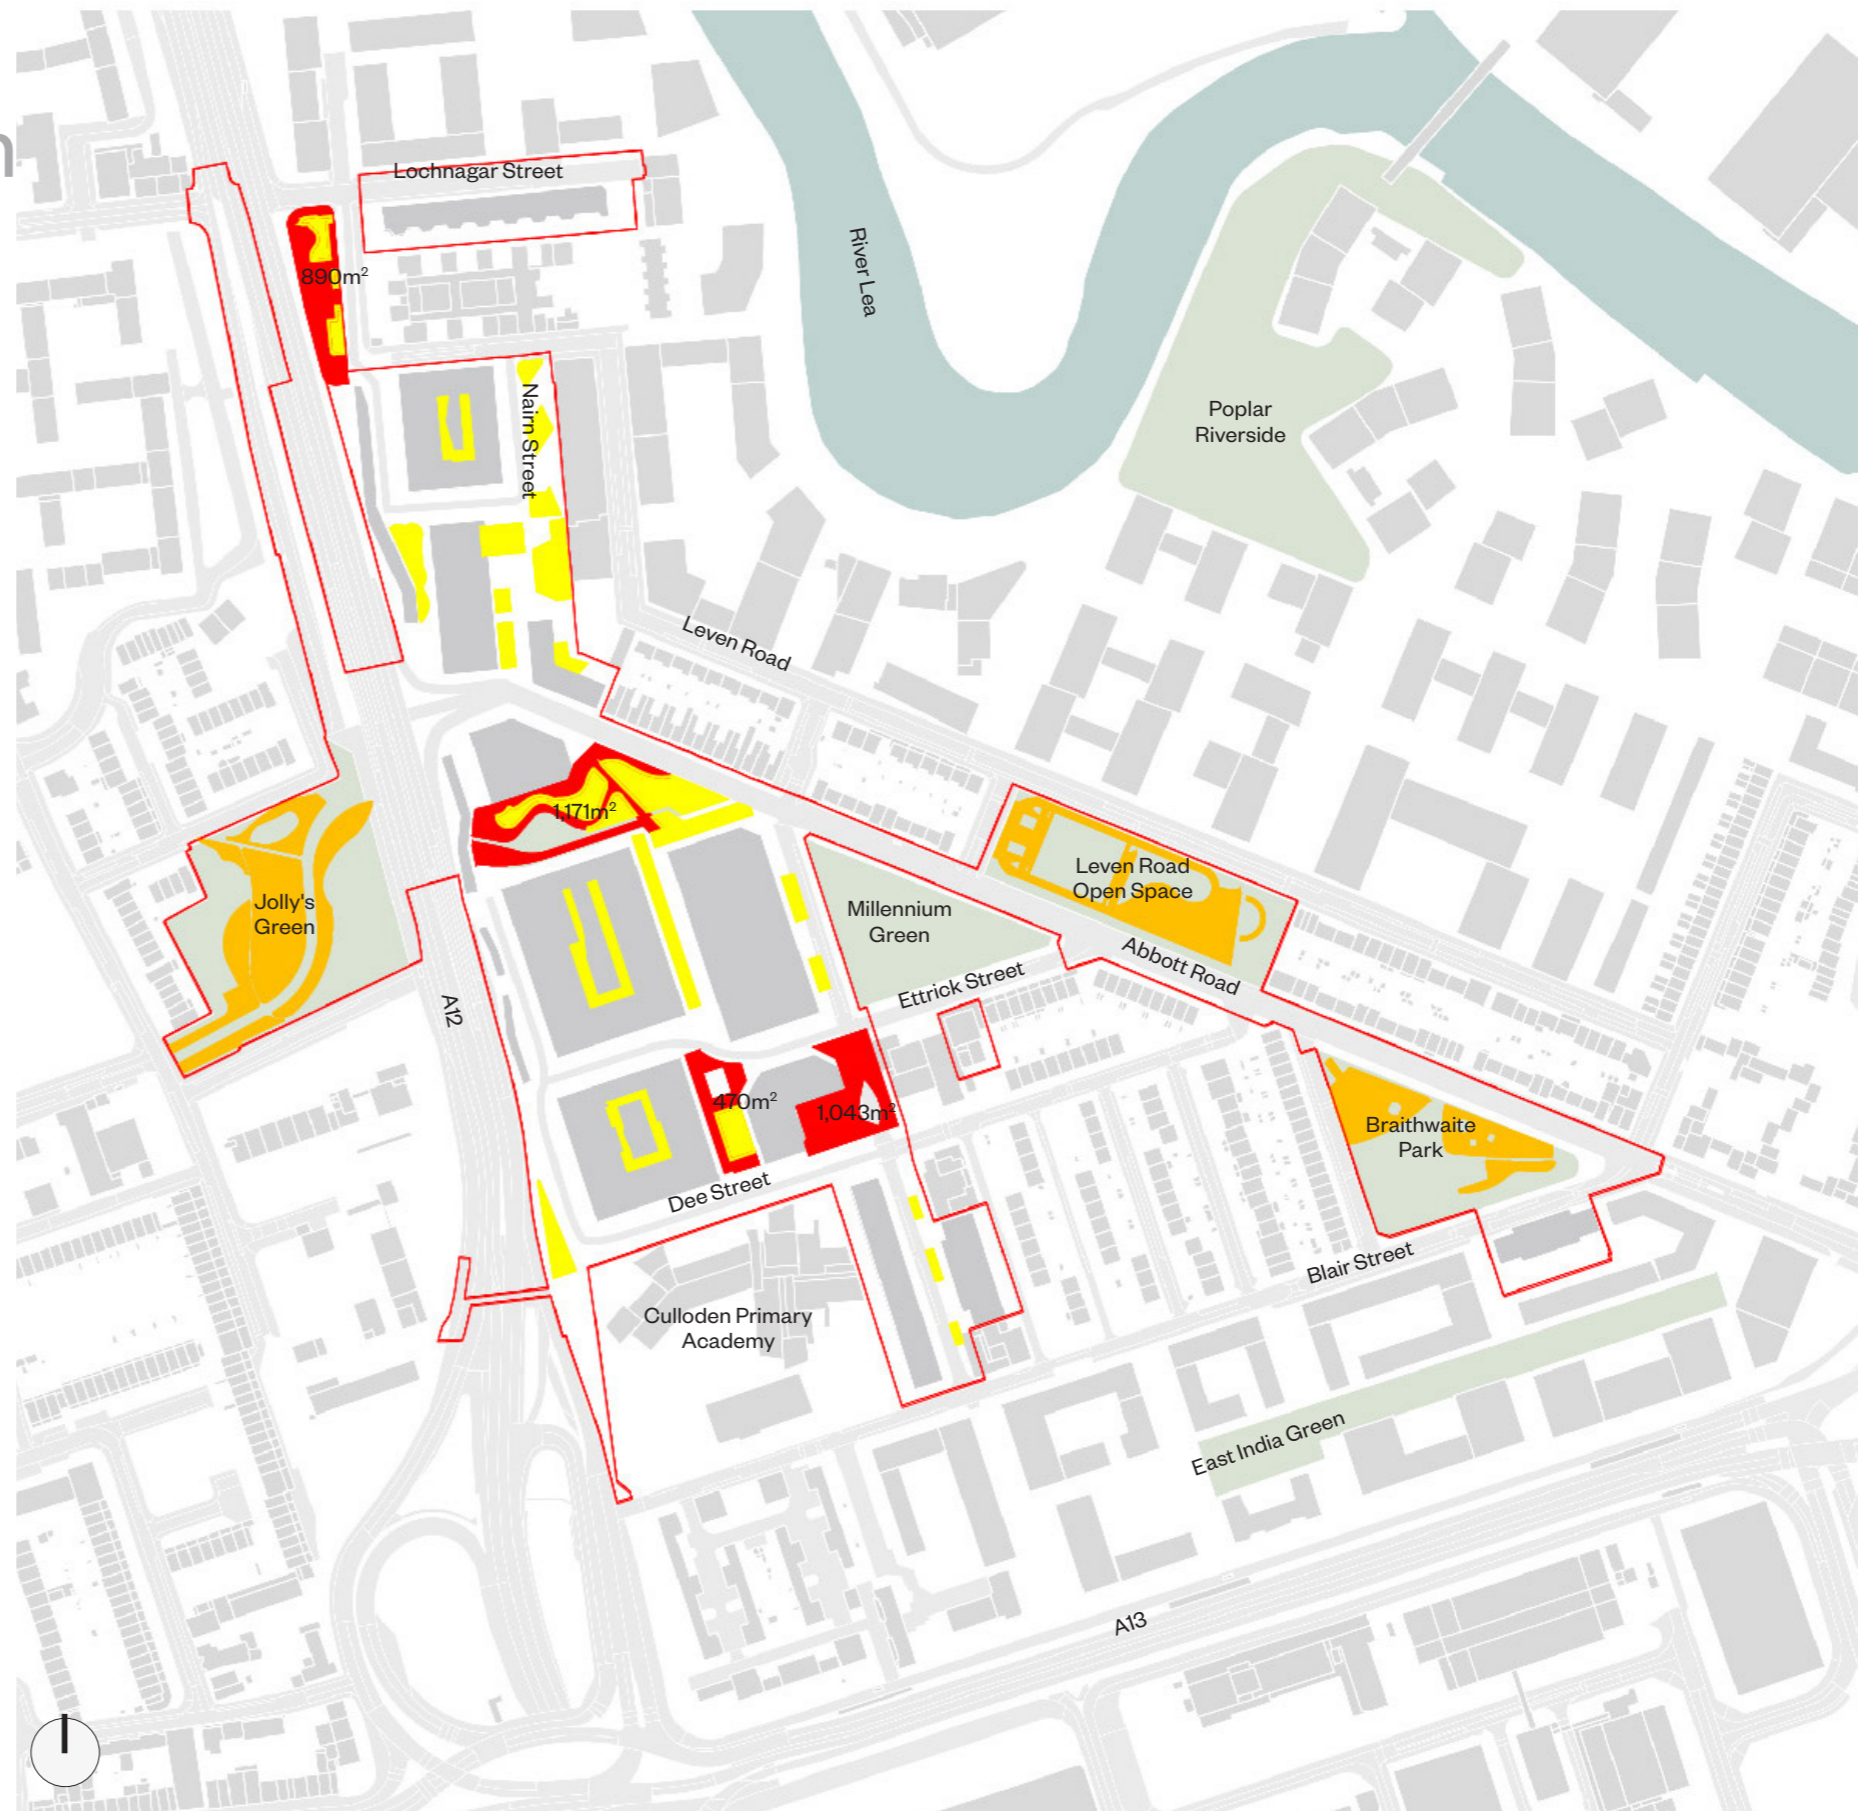 n
Lochnagar Street
River Lea
890m²
Nairn Street
Poplar
Riverside
Leven Road
1,171m²
Leven Road
Open Space
Jolly's
Green
Millennium
Green
Abbott Road
Ettrick Street
A12
470m²
1,043m²
Braithwaite
Park
Dee Street
Blair Street
Culloden Primary
Academy
East India Green
A13